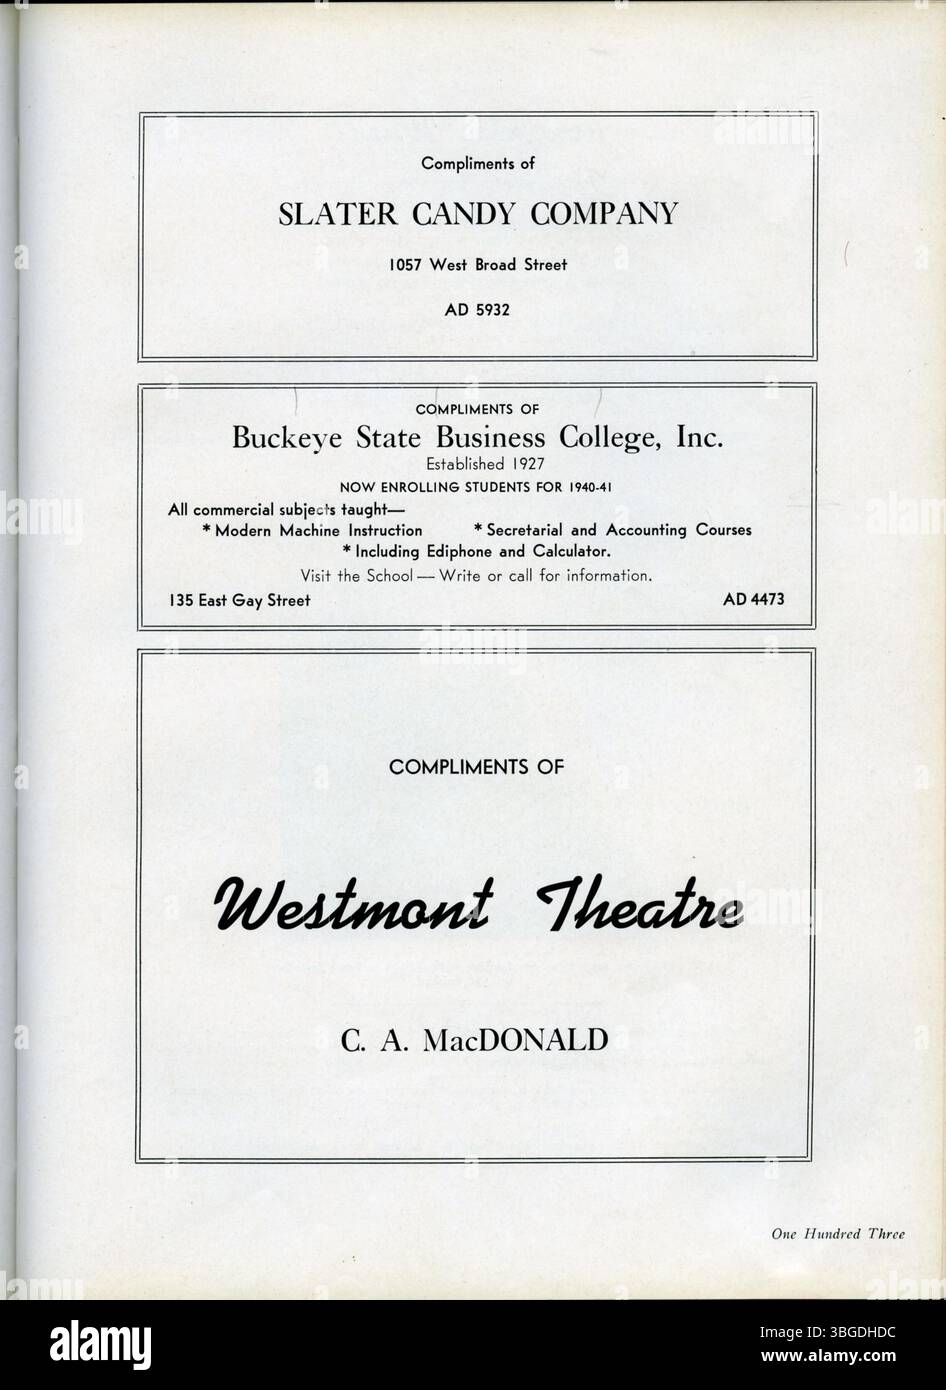 Compliments of
SLATER CANDY COMPANY
1057 West Broad Street
AD 5932
COMPLIMENTS OF
Buckeye State Business College, Inc.
Established 1927
NOW ENROLLING STUDENTS FOR 1940-41
All commercial subjects taught—
* Modern Machine Instruction * Secretarial and Accounting Courses
* Including Ediphone and Calculator.
Visit the School — Write or call for information.
135 East Gay Street AD 4473
COMPLIMENTS OF
Westmont Theatre
C. A. MacDONALD
One Hundred Three
alamy
Image ID: 3BGDHDC
www.alamy.com